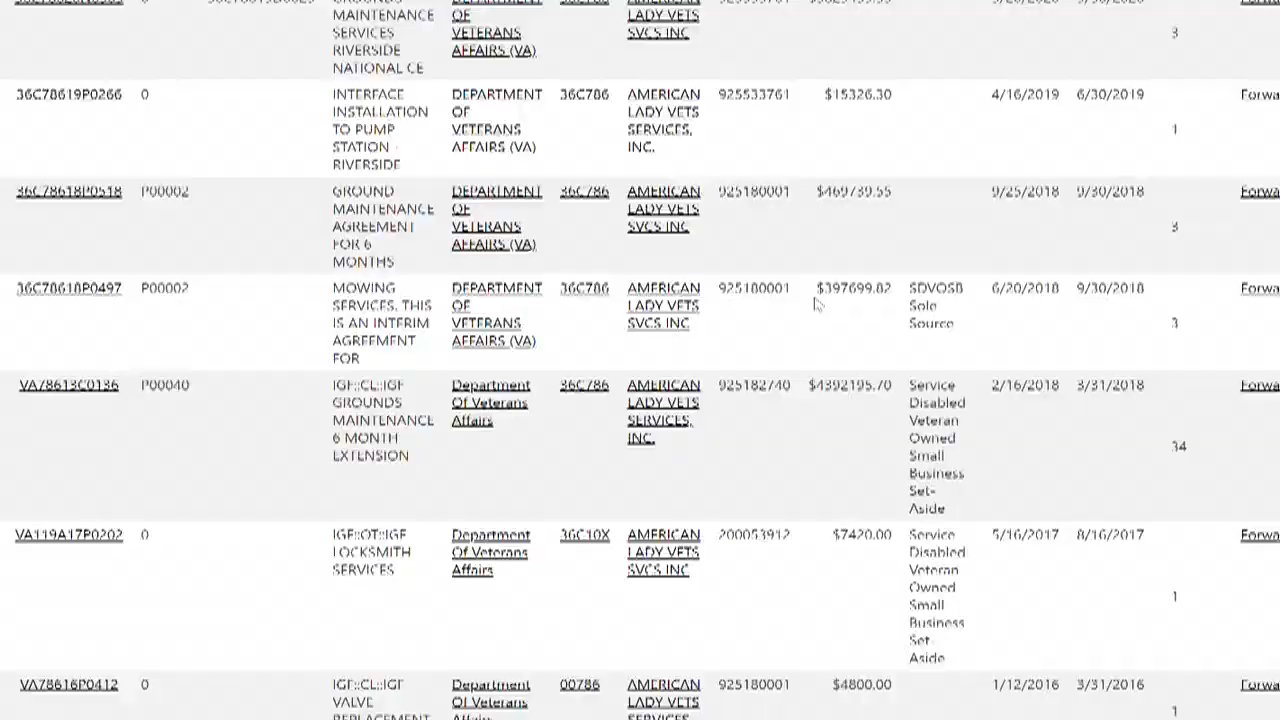 MAINTENANCE OF LADY VETS
SERVICES VETERANS SVCS INC 3
RIVERSIDE AFFAIRS (VA)
NATIONAL CE
36C78619P0266 0 INTERFACE DEPARTMENT 36C786 AMERICAN 925533761 $15326.30 4/16/2019 6/30/2019 Forwa
INSTALLATION OF LADY VETS
TO PUMP VETERANS SERVICES, 1
STATION - AFFAIRS (VA) INC.
RIVERSIDE
36C78618P0518 P00002 GROUND DEPARTMENT 36C786 AMERICAN 925180001 $469739.55 9/25/2018 9/30/2018 Forwa
MAINTENANCE OF LADY VETS
AGREEMENT VETERANS SVCS INC 3
FOR 6 AFFAIRS (VA)
MONTHS
36C78618P0497 P00002 MOWING DEPARTMENT 36C786 AMERICAN 925180001 $397699.82 SDVOSB 6/20/2018 9/30/2018 Forwa
SERVICES. THIS OF LADY VETS Sole
IS AN INTERIM VETERANS SVCS INC Source 3
AGREEMENT AFFAIRS (VA)
FOR
VA78613C0136 P00040 IGF::CL::IGF Department 36C786 AMERICAN 925182740 $4392195.70 Service 2/16/2018 3/31/2018 Forwa
GROUNDS Of Veterans LADY VETS Disabled
MAINTENANCE Affairs SERVICES, Veteran
6 MONTH INC. Owned 34
EXTENSION Small
Business
Set-
Aside
VA119A17P0202 0 IGF::OT::IGF Department 36C10X AMERICAN 200053912 $7420.00 Service 5/16/2017 8/16/2017 Forwa
LOCKSMITH Of Veterans LADY VETS Disabled
SERVICES Affairs SVCS INC Veteran
Owned 1
Small
Business
Set-
Aside
VA78616P0412 0 IGF::CL::IGF Department 00786 AMERICAN 925180001 $4800.00 1/12/2016 3/31/2016 Forwa
VALVE Of Veterans LADY VETS 1
REPLACEMENT Affairs SERVICES